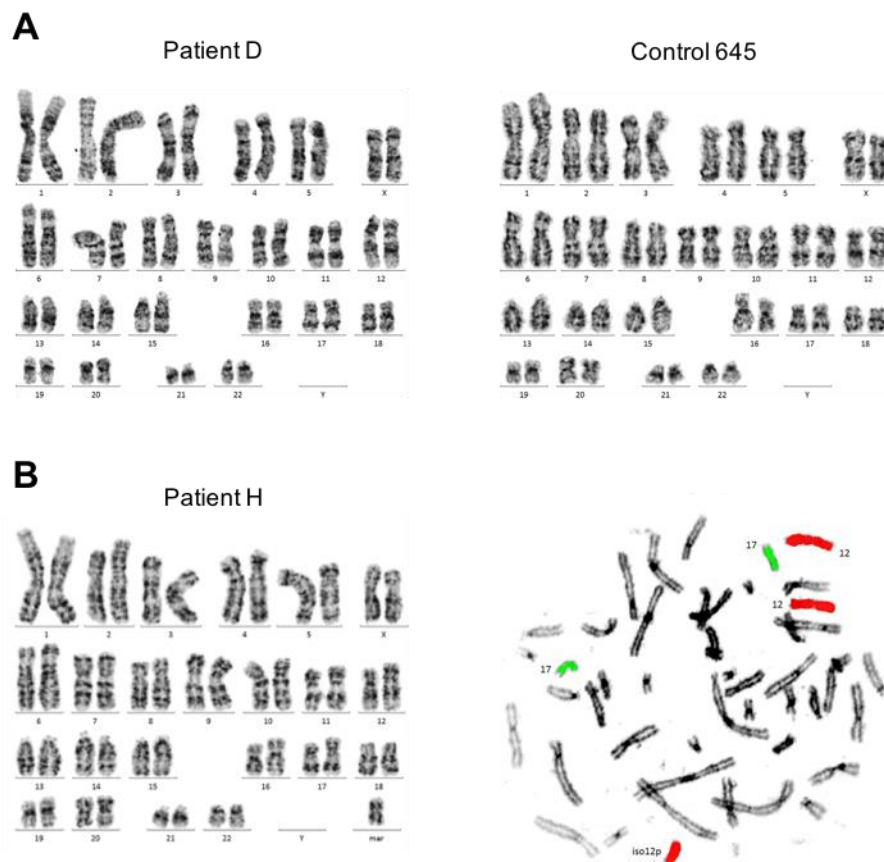 A
Patient D
Control 645
1 2 3 4 5 X
6 7 8 9 10 11 12
13 14 15 16 17 18
19 20 21 22 Y
1 2 3 4 5 X
6 7 8 9 10 11 12
13 14 15 16 17 18
19 20 21 22 Y
B
Patient H
1 2 3 4 5 X
6 7 8 9 10 11 12
13 14 15 16 17 18
19 20 21 22 Y mar
17
12
12
17
iso12p